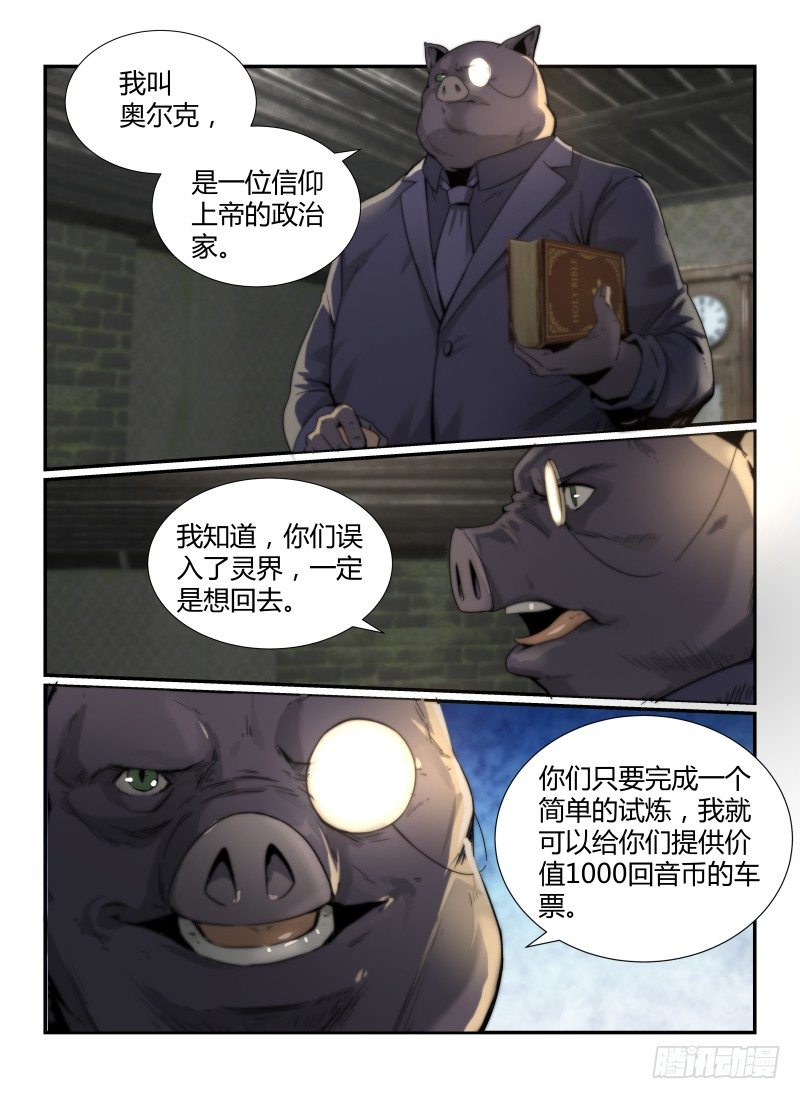 我叫
奥尔克，
是一位信仰
上帝的政治
家。
HOLY BIBLE
我知道，你们误
入了灵界，一定
是想回去。
你们只要完成一个
简单的试炼，我就
可以给你们提供价
值1000回音币的车
票。
腾讯动漫